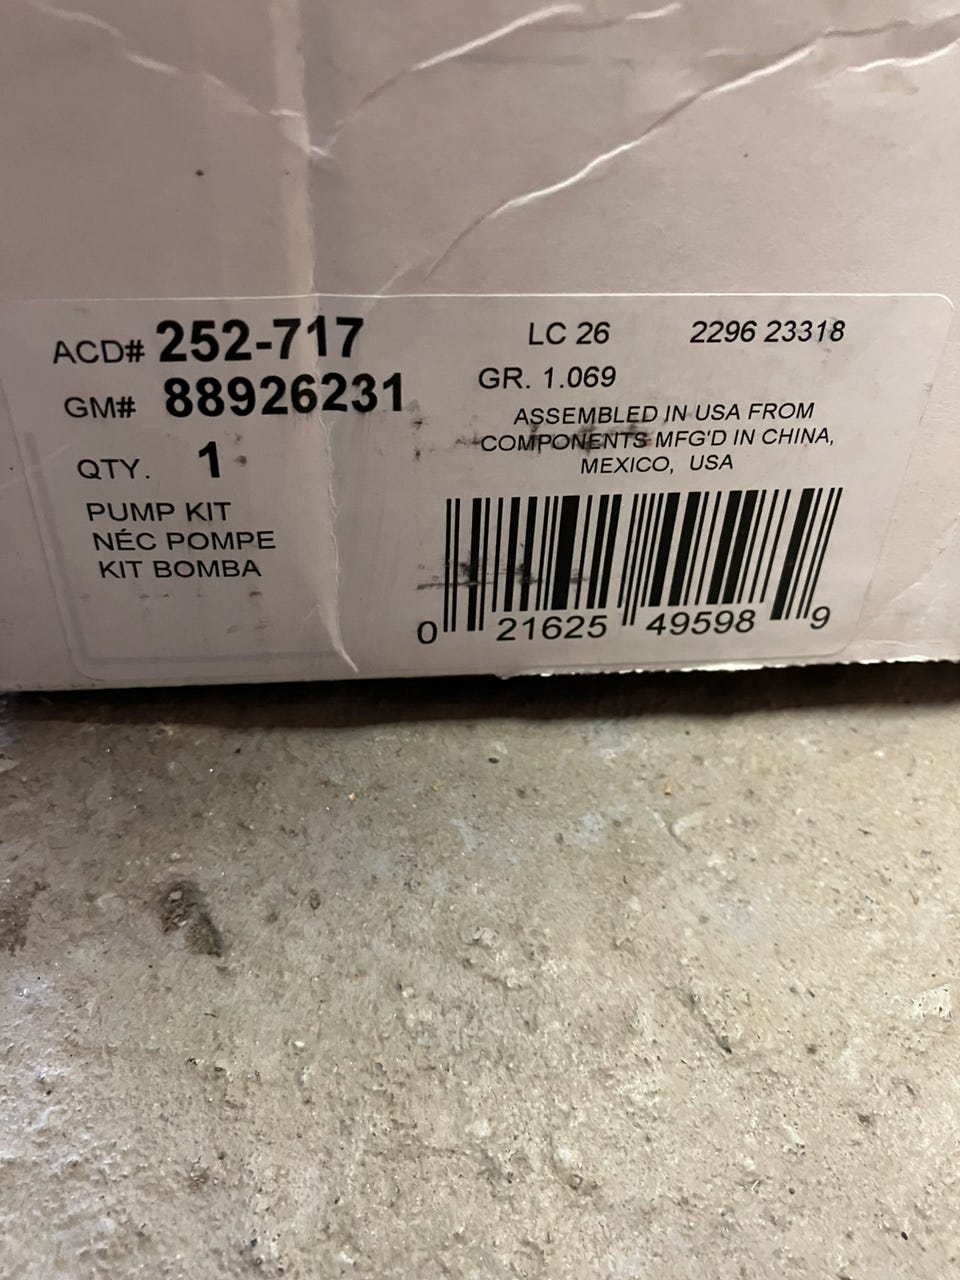 ACD# 252-717
GM# 88926231
QTY. 1
PUMP KIT
NÉC POMPE
KIT BOMBA
LC 26 2296 23318
GR. 1.069
ASSEMBLED IN USA FROM
COMPONENTS MFG'D IN CHINA,
MEXICO, USA
0 21625 49598 9